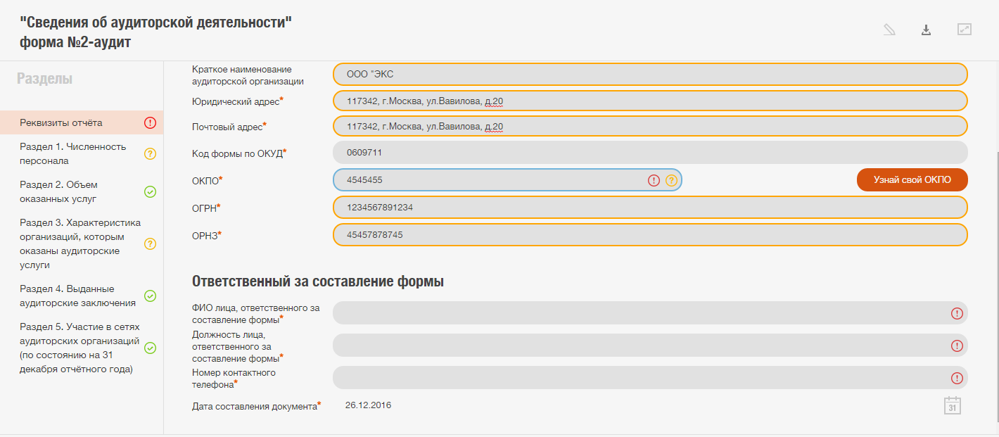 "Сведения об аудиторской деятельности"
форма №2-аудит
Разделы
Реквизиты отчёта
Раздел 1. Численность
персонала
Раздел 2. Объем
оказанных услуг
Раздел 3. Характеристика
организаций, которым
оказаны аудиторские
услуги
Раздел 4. Выданные
аудиторские заключения
Раздел 5. Участие в сетях
аудиторских организаций
(по состоянию на 31
декабря отчётного года)
Краткое наименование
аудиторской организации
ООО "ЭКС
Юридический адрес*
117342, г.Москва, ул.Вавилова, д.20
Почтовый адрес*
117342, г.Москва, ул.Вавилова, д.20
Код формы по ОКУД*
0609711
ОКПО*
4545455
Узнай свой ОКПО
ОГРН*
1234567891234
ОРНЗ*
45457878745
Ответственный за составление формы
ФИО лица, ответственного за
составление формы*
Должность лица,
ответственного за
составление формы*
Номер контактного
телефона*
Дата составления документа*
26.12.2016
31